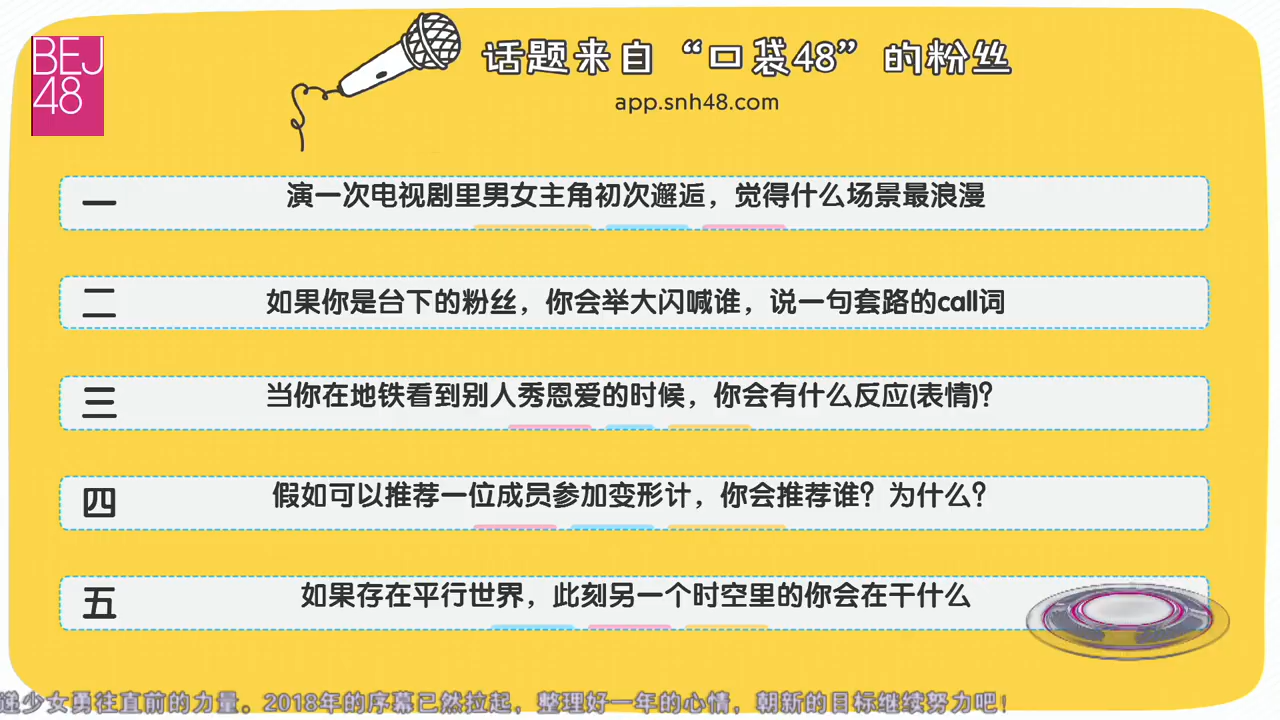 BEJ
48
话题来自“口袋48”的粉丝
app.snh48.com
一 演一次电视剧里男女主角初次邂逅，觉得什么场景最浪漫
二 如果你是台下的粉丝，你会举大闪喊谁，说一句套路的call词
三 当你在地铁看到别人秀恩爱的时候，你会有什么反应(表情)？
四 假如可以推荐一位成员参加变形计，你会推荐谁？为什么？
五 如果存在平行世界，此刻另一个时空里的你会在干什么
递少女勇往直前的力量。2018年的序幕已然拉起，整理好一年的心情，朝新的目标继续努力吧！